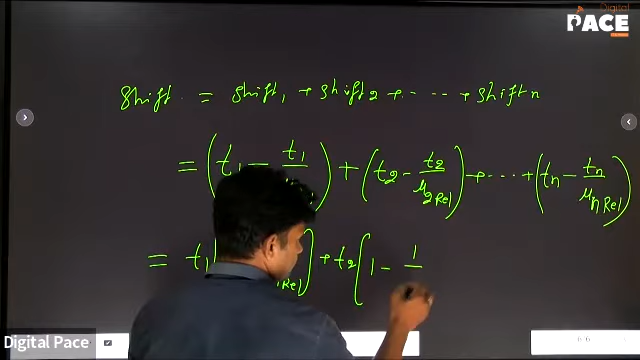 Digital
PACE
Shift = Shift₁ + Shift₂ + ... ... + Shift n
= (t₁ - t₁/ ) + (t₂ - t₂/μ₂Rel) + ... + (tₙ - tₙ/μₙRel)
= t₁[ Rel] + t₂[1 - 1/
Digital Pace